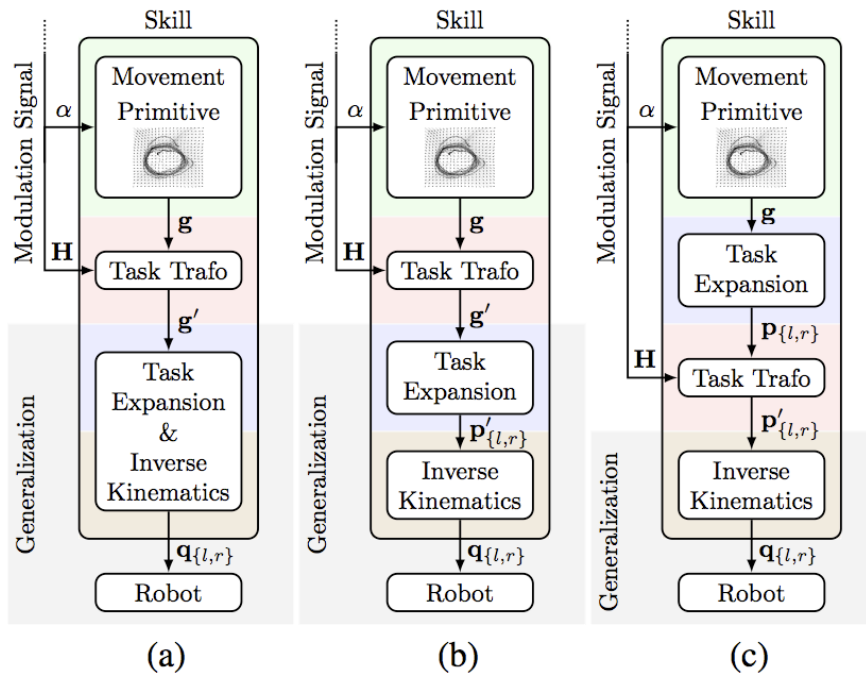 Skill
Modulation Signal
α
Movement
Primitive
g
H
Task Trafo
g′
Generalization
Task
Expansion
&
Inverse
Kinematics
q{l,r}
Robot
(a)
Skill
Modulation Signal
α
Movement
Primitive
g
H
Task Trafo
g′
Generalization
Task
Expansion
p′{l,r}
Inverse
Kinematics
q{l,r}
Robot
(b)
Skill
Modulation Signal
α
Movement
Primitive
g
Task
Expansion
p{l,r}
H
Task Trafo
p′{l,r}
Generalization
Inverse
Kinematics
q{l,r}
Robot
(c)